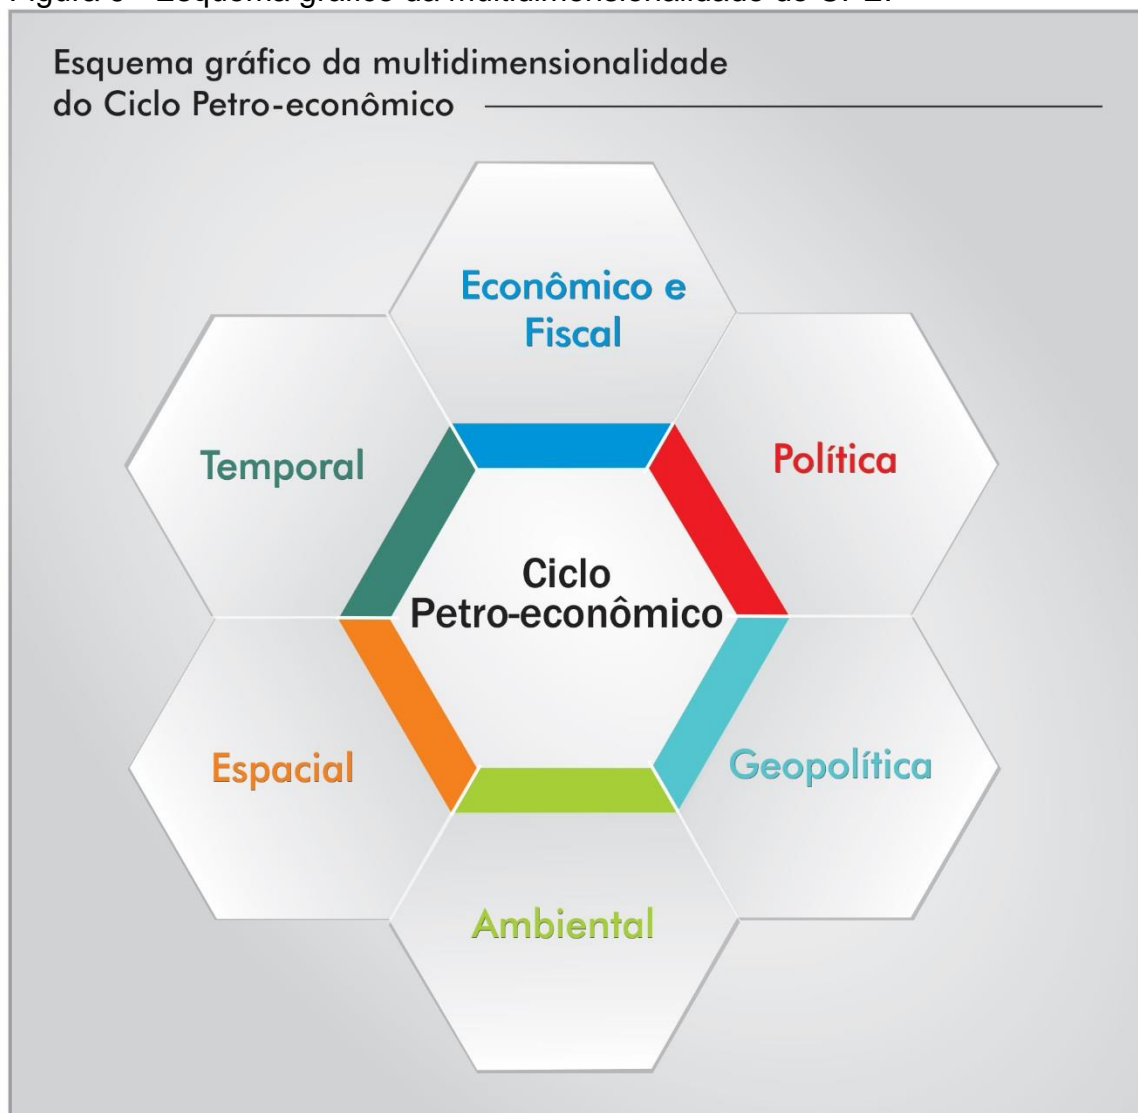 Esquema gráfico da multidimensionalidade
do Ciclo Petro-econômico
Econômico e
Fiscal
Temporal
Política
Ciclo
Petro-econômico
Espacial
Geopolítica
Ambiental